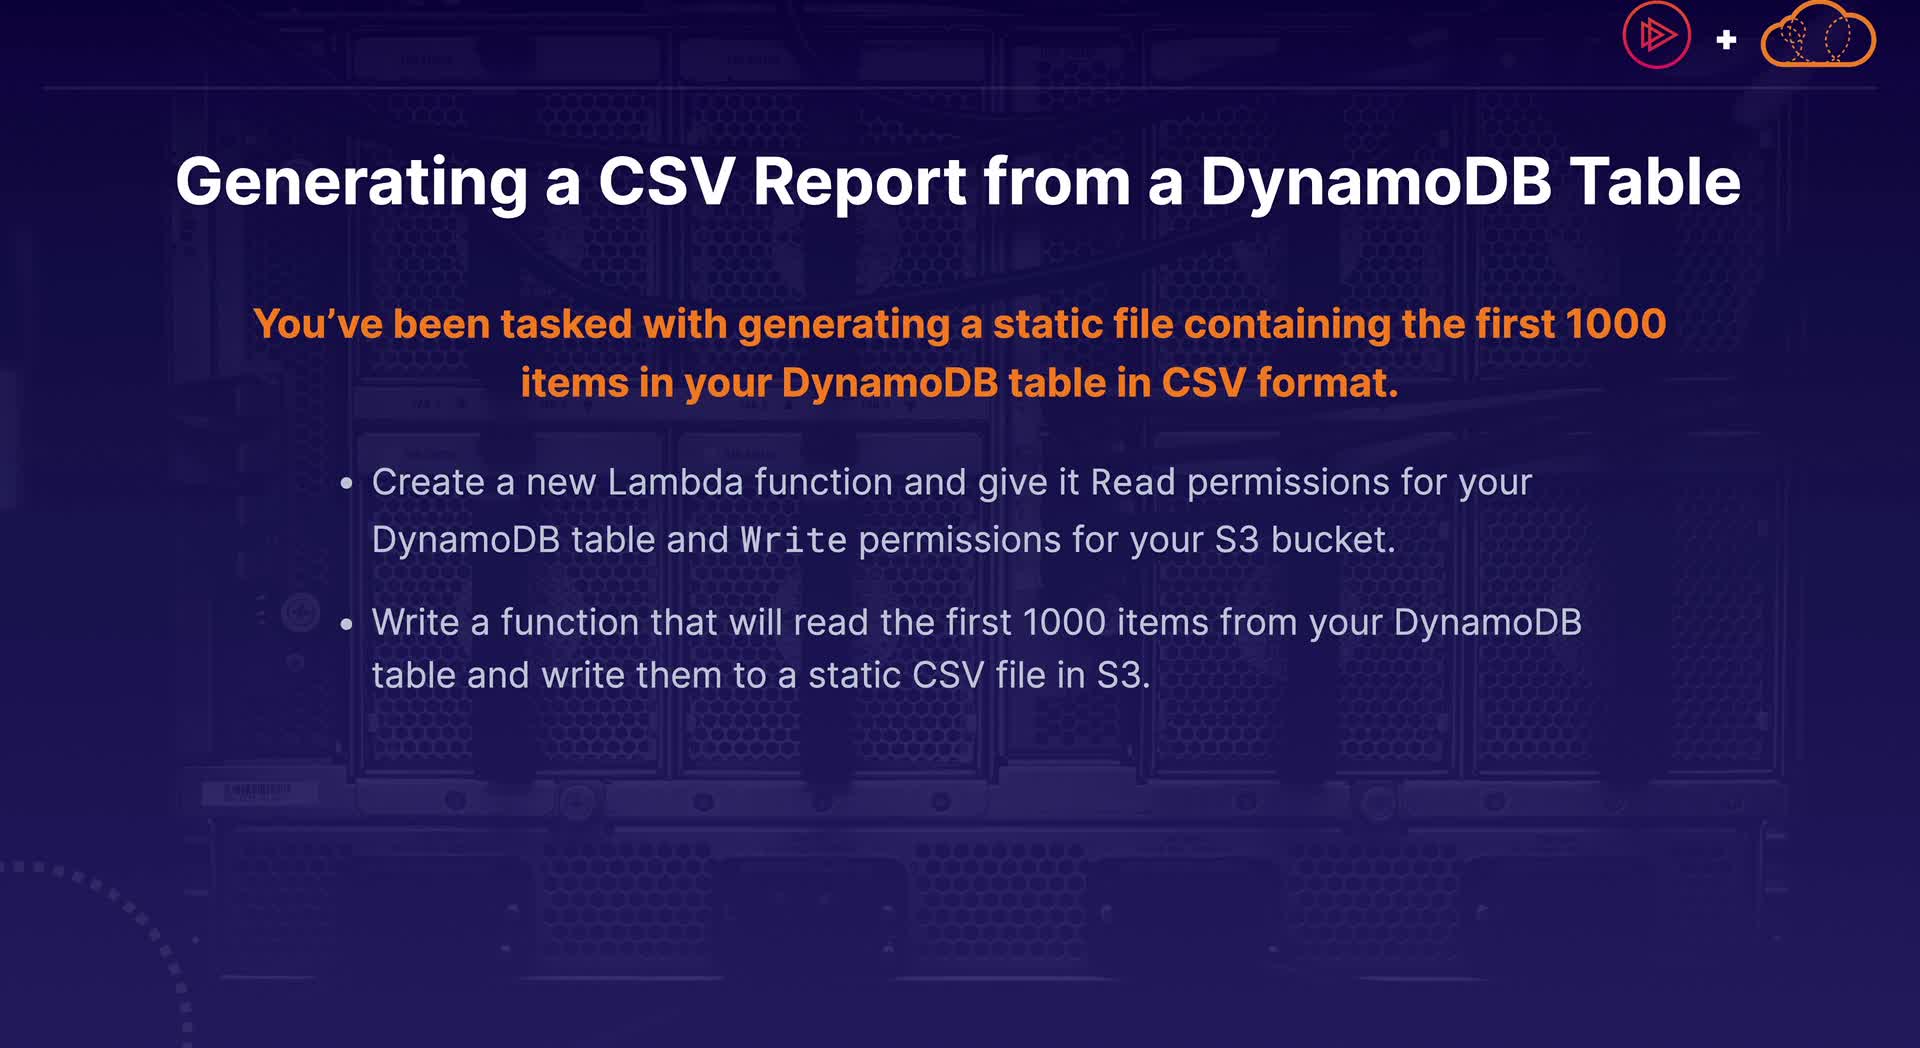 Generating a CSV Report from a DynamoDB Table
You’ve been tasked with generating a static file containing the first 1000
items in your DynamoDB table in CSV format.
• Create a new Lambda function and give it Read permissions for your
DynamoDB table and Write permissions for your S3 bucket.
• Write a function that will read the first 1000 items from your DynamoDB
table and write them to a static CSV file in S3.